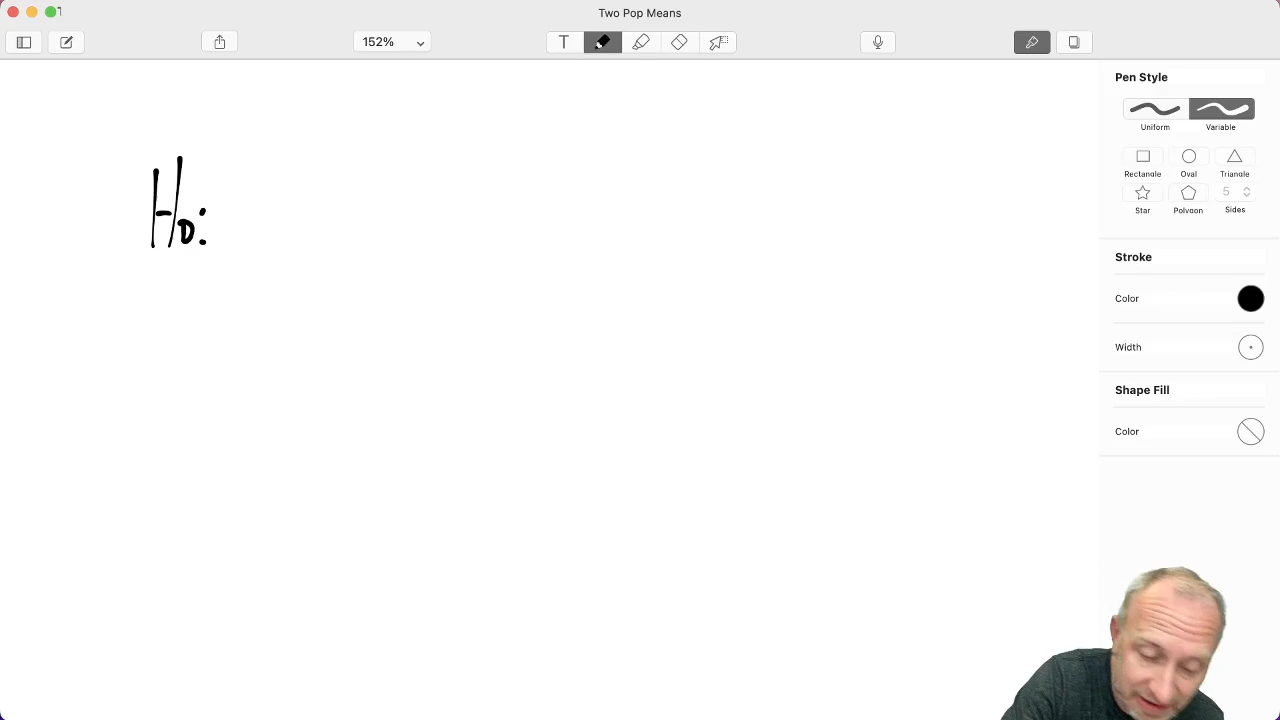 Two Pop Means
152%
T
Pen Style
Uniform
Variable
Rectangle
Oval
Triangle
Star
Polygon
5
Sides
H₀:
Stroke
Color
Width
Shape Fill
Color